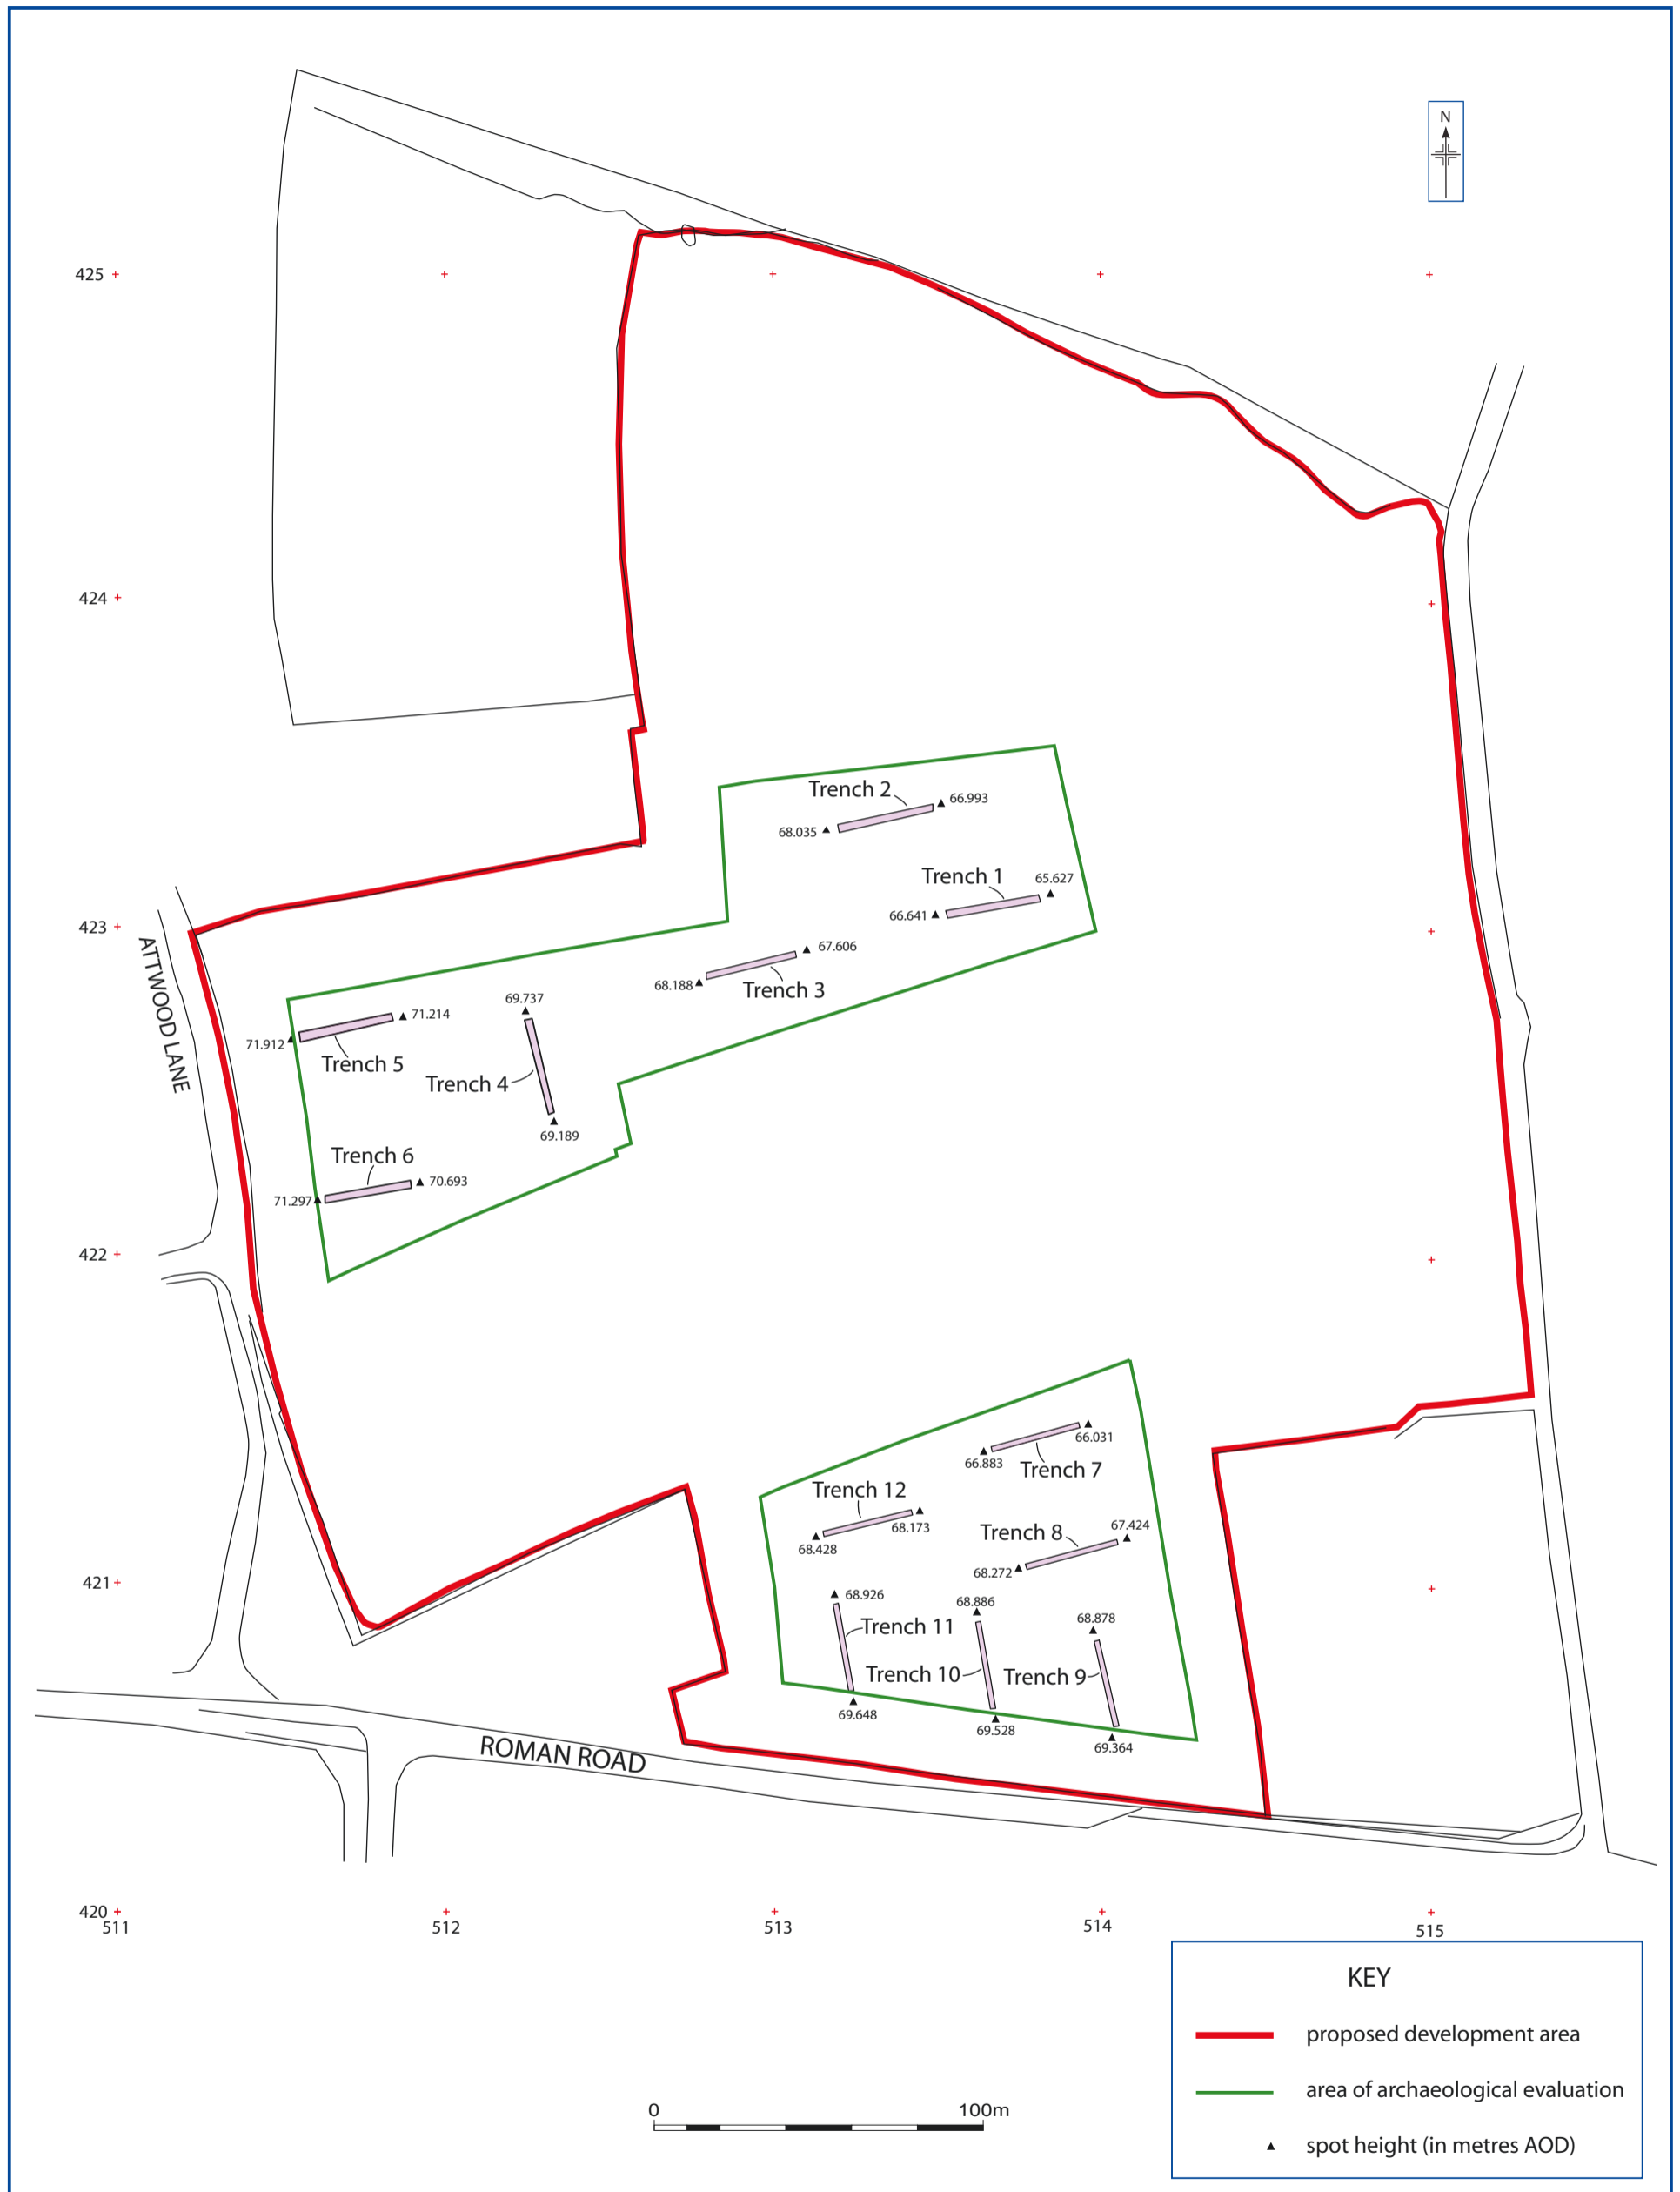 N
425
424
Trench 2
66.993
68.035
Trench 1
65.627
66.641
423
67.606
68.188
Trench 3
ATTWOOD LANE
69.737
71.214
71.912
Trench 5
Trench 4
69.189
Trench 6
70.693
71.297
422
66.031
66.883
Trench 7
Trench 12
68.173
68.428
Trench 8
67.424
68.272
421
68.926
68.886
68.878
Trench 11
Trench 10
Trench 9
69.648
69.528
69.364
ROMAN ROAD
420
511
512
513
514
515
KEY
proposed development area
area of archaeological evaluation
spot height (in metres AOD)
0
100m